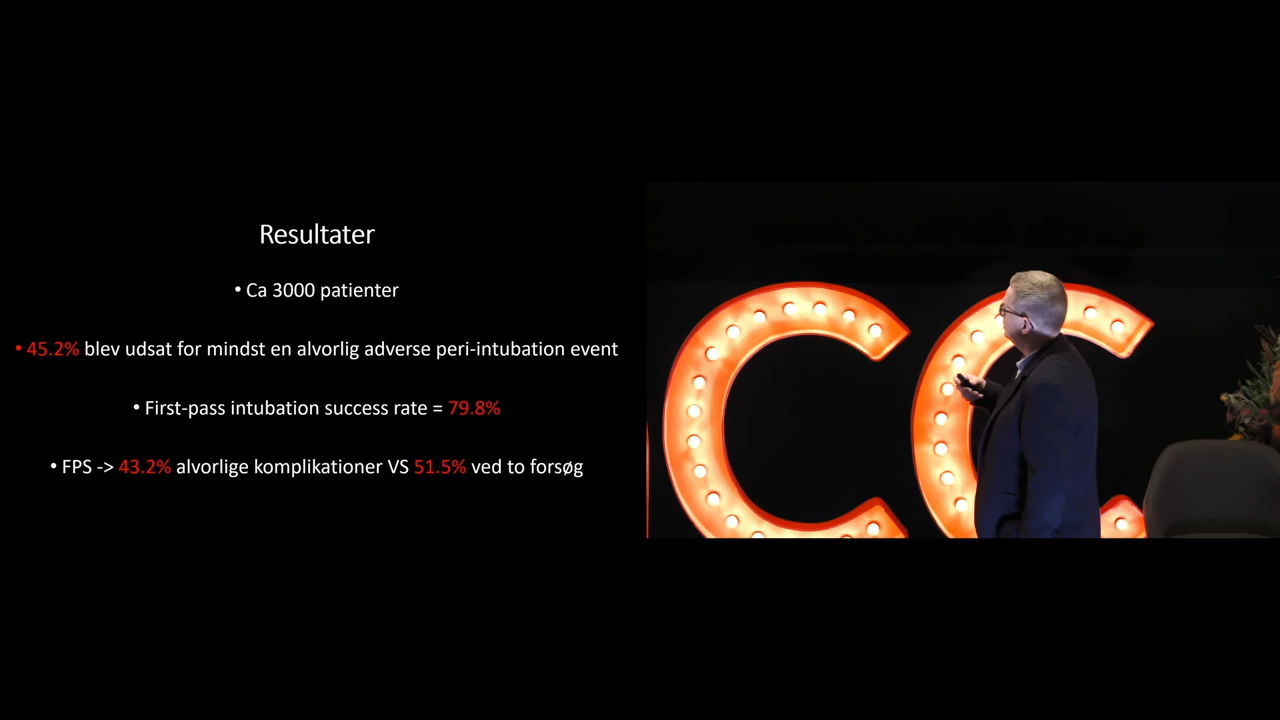 Resultater
• Ca 3000 patienter
• 45.2% blev udsat for mindst en alvorlig adverse peri-intubation event
• First-pass intubation success rate = 79.8%
• FPS -> 43.2% alvorlige komplikationer VS 51.5% ved to forsøg
CC